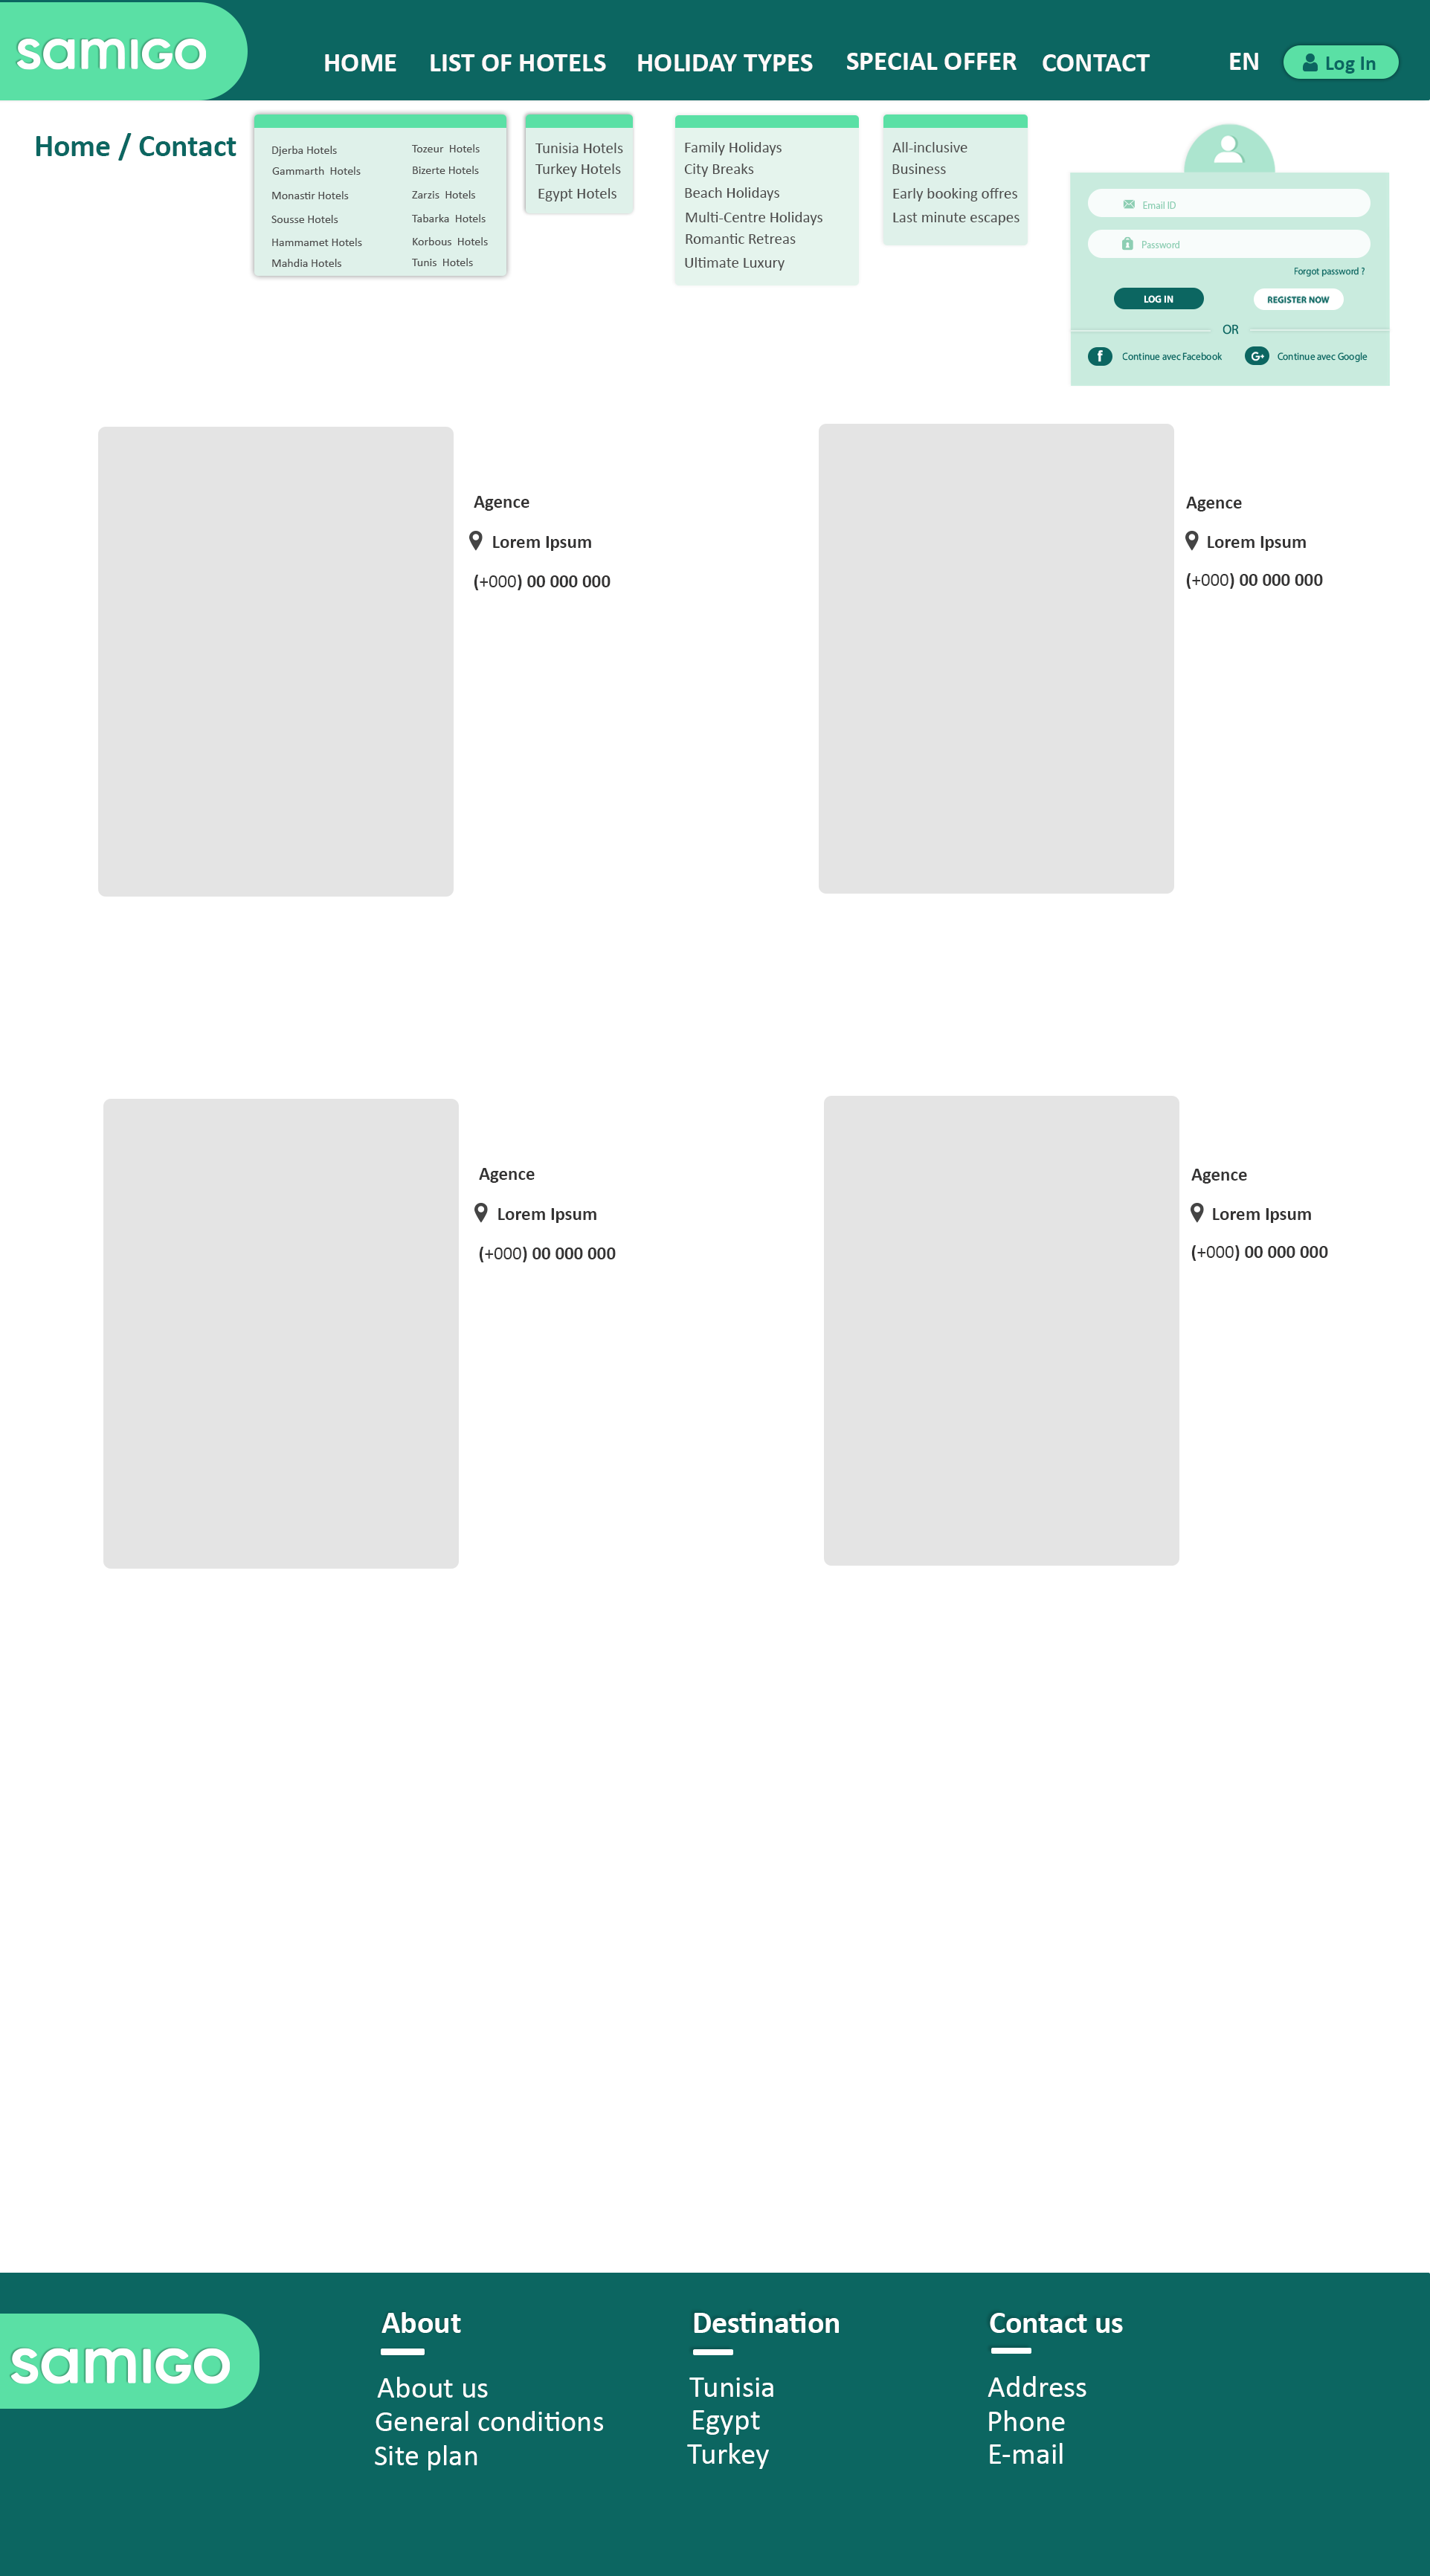 samigo
HOME
LIST OF HOTELS
HOLIDAY TYPES
SPECIAL OFFER
CONTACT
EN
Log In
Home / Contact
Djerba Hotels
Gammarth Hotels
Monastir Hotels
Sousse Hotels
Hammamet Hotels
Mahdia Hotels
Tozeur Hotels
Bizerte Hotels
Zarzis Hotels
Tabarka Hotels
Korbous Hotels
Tunis Hotels
Tunisia Hotels
Turkey Hotels
Egypt Hotels
Family Holidays
City Breaks
Beach Holidays
Multi-Centre Holidays
Romantic Retreas
Ultimate Luxury
All-inclusive
Business
Early booking offres
Last minute escapes
Email ID
Password
Forgot password ?
LOG IN
REGISTER NOW
OR
f
Continue avec Facebook
G+
Continue avec Google
Agence
Lorem Ipsum
(+000) 00 000 000
Agence
Lorem Ipsum
(+000) 00 000 000
Agence
Lorem Ipsum
(+000) 00 000 000
Agence
Lorem Ipsum
(+000) 00 000 000
samigo
About
About us
General conditions
Site plan
Destination
Tunisia
Egypt
Turkey
Contact us
Address
Phone
E-mail